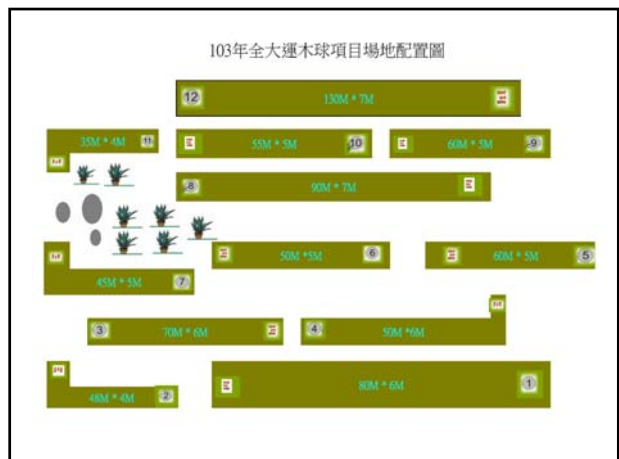 103年全大運木球項目場地配置圖
12 130M * 7M
35M * 4M 11
55M * 5M 10
60M * 5M 9
8 90M * 7M
50M *5M 6
60M * 5M 5
45M * 5M 7
3 70M * 6M
4 50M *6M
48M * 4M 2
80M * 6M 1